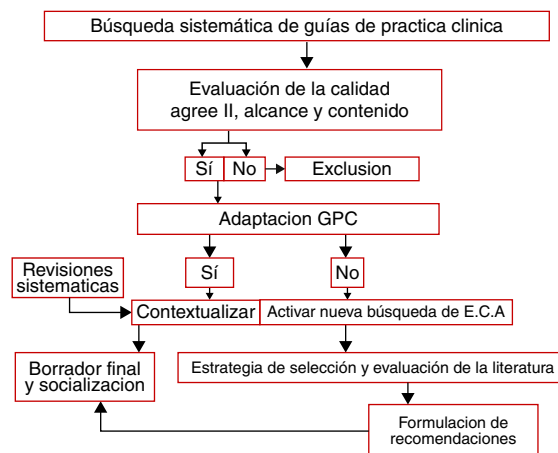 Búsqueda sistemática de guías de practica clinica
Evaluación de la calidad
agree II, alcance y contenido
Sí
No
Exclusion
Adaptacion GPC
Sí
No
Revisiones
sistematicas
Contextualizar
Activar nueva búsqueda de E.C.A
Borrador final
y socializacion
Estrategia de selección y evaluación de la literatura
Formulacion de
recomendaciones